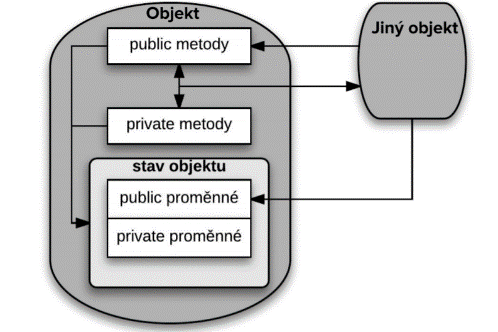 Objekt
public metody
Jiný objekt
private metody
stav objektu
public proměnné
private proměnné